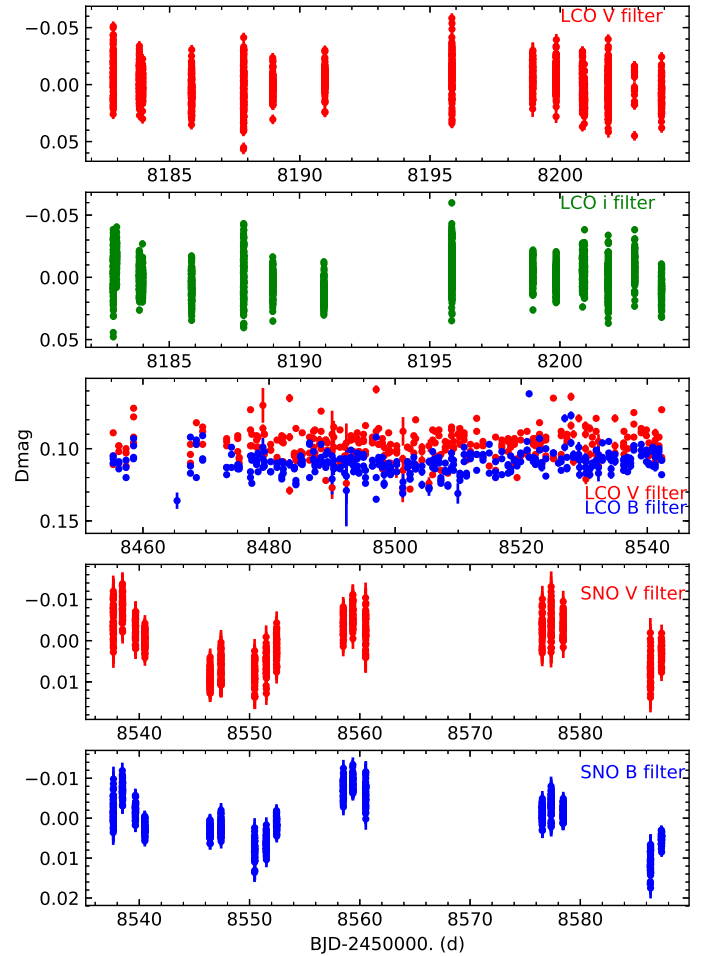 LCO V filter
−0.05
0.00
0.05
8185 8190 8195 8200
LCO i filter
−0.05
0.00
0.05
8185 8190 8195 8200
Dmag
0.10
0.15
LCO V filter
LCO B filter
8460 8480 8500 8520 8540
SNO V filter
−0.01
0.00
0.01
8540 8550 8560 8570 8580
SNO B filter
−0.01
0.00
0.01
0.02
8540 8550 8560 8570 8580
BJD-2450000. (d)